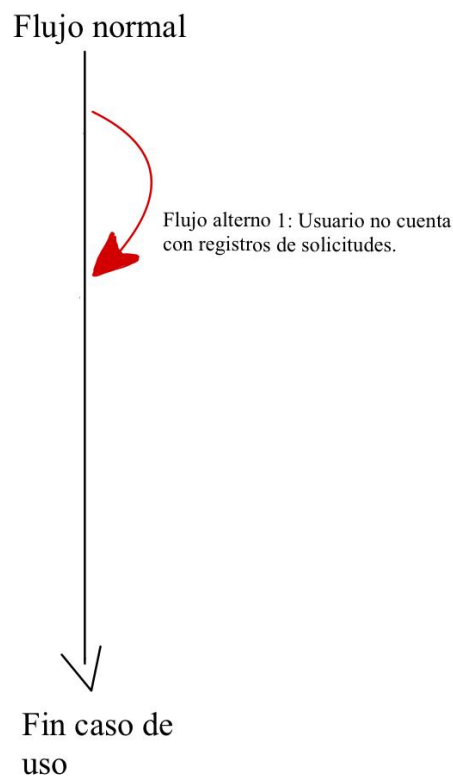 Flujo normal
Flujo alterno 1: Usuario no cuenta
con registros de solicitudes.
Fin caso de
uso